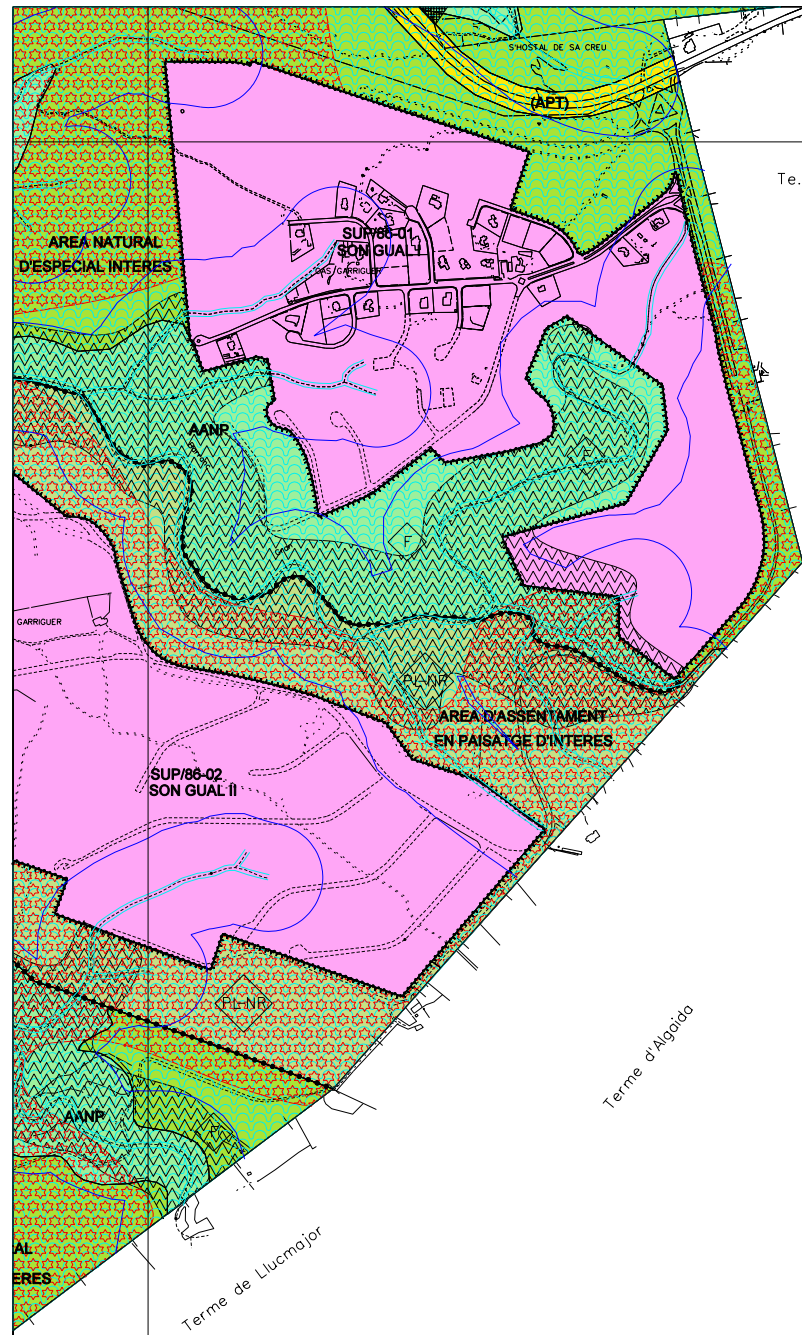 S'HOSTAL DE SA CREU
(APT)
Te.
SUP/86-01
SON GUAL I
AREA NATURAL
D'ESPECIAL INTERES
CAS GARRIGUER
AANP
F
F
GARRIGUER
PL-NR
AREA D'ASSENTAMENT
EN PAISATGE D'INTERES
SUP/86-02
SON GUAL II
PL-NR
Terme d'Algaida
AANP
AL
ERES
Terme de Llucmajor